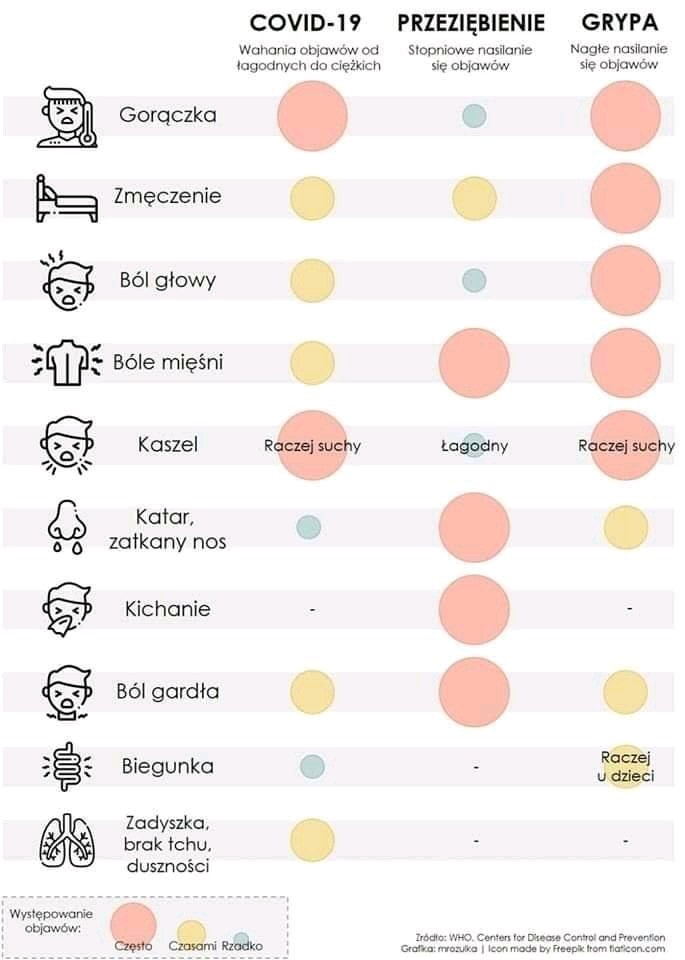 COVID-19
PRZEZIĘBIENIE
GRYPA
Wahania objawów od
łagodnych do ciężkich
Stopniowe nasilanie
się objawów
Nagłe nasilanie
się objawów
Gorączka
Zmęczenie
Ból głowy
Bóle mięśni
Kaszel
Raczej suchy
Łagodny
Raczej suchy
Katar,
zatkany nos
Kichanie
-
-
Ból gardła
Biegunka
-
Raczej
u dzieci
Zadyszka,
brak tchu,
duszności
-
-
Występowanie
objawów:
Często
Czasami
Rzadko
Żródło: WHO, Centers for Disease Control and Prevention
Grafika: mrozulka | Icon made by Freepik from flaticon.com